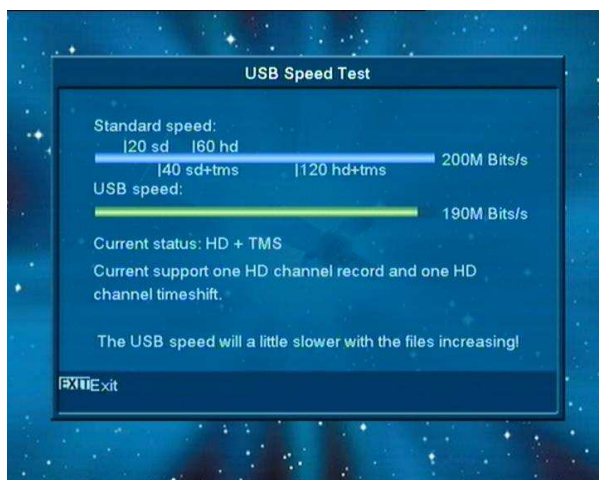 USB Speed Test
Standard speed:
|20 sd |60 hd
200M Bits/s
|40 sd+tms |120 hd+tms
USB speed:
190M Bits/s
Current status: HD + TMS
Current support one HD channel record and one HD
channel timeshift.
The USB speed will a little slower with the files increasing!
EXIT Exit